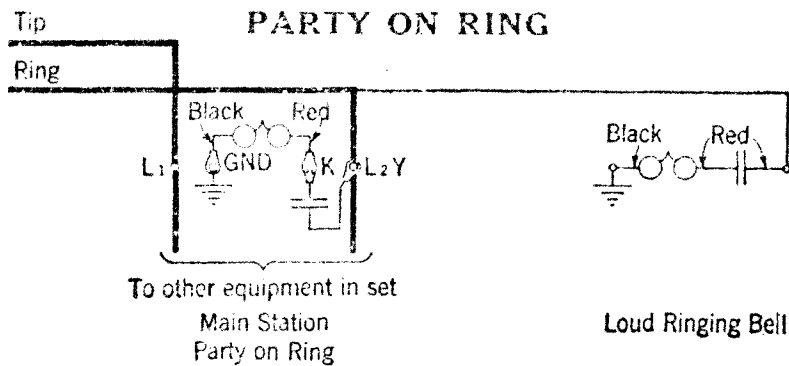 PARTY ON RING
Tip
Ring
Black
Red
Black
Red
L1
GND
K
L2Y
To other equipment in set
Main Station
Party on Ring
Loud Ringing Bell